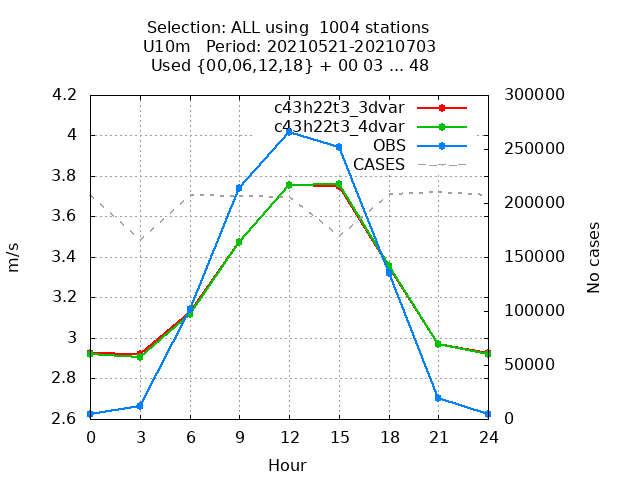 Selection: ALL using  1004 stations
U10m   Period: 20210521-20210703
Used {00,06,12,18} + 00 03 ... 48
4.2
4
3.8
3.6
3.4
3.2
3
2.8
2.6
m/s
c43h22t3_3dvar
c43h22t3_4dvar
OBS
CASES
300000
250000
200000
150000
100000
50000
0
No cases
0 3 6 9 12 15 18 21 24
Hour